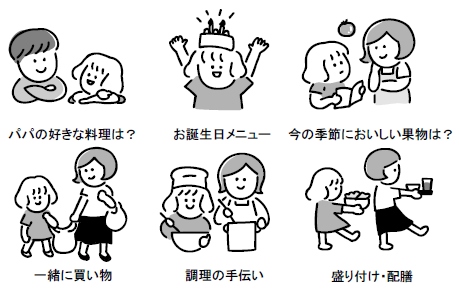 パパの好きな料理は？
お誕生日メニュー
今の季節においしい果物は？
一緒に買い物
調理の手伝い
盛り付け・配膳